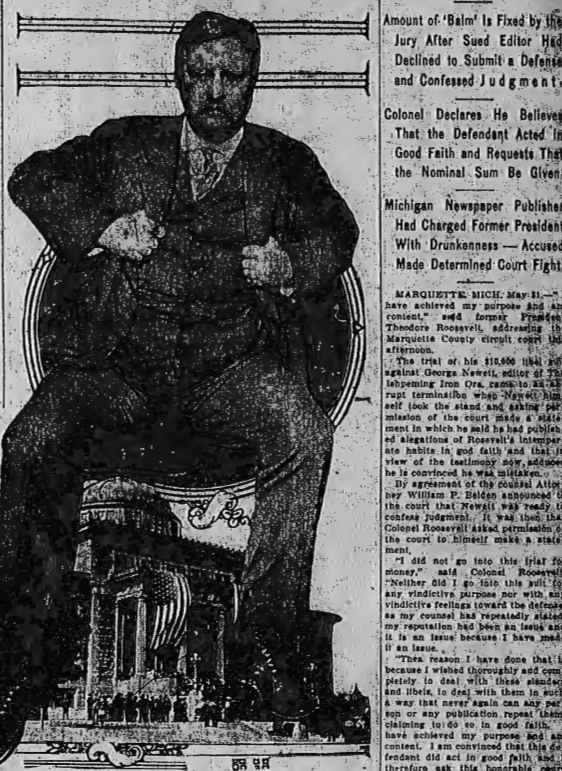 Amount of 'Balm' Is Fixed by the
Jury After Sued Editor Had
Declined to Submit a Defense
and Confessed Judgment.
Colonel Declares He Believes
That the Defendant Acted in
Good Faith and Requests That
the Nominal Sum Be Given.
Michigan Newspaper Publisher
Had Charged Former President
With Drunkenness — Accused
Made Determined Court Fight.
MARQUETTE, MICH., May 31.—"
have achieved my purpose and am
content," said former Presiden
Theodore Roosevelt, addressing th
Marquette County circuit court this
afternoon.
The trial of his $10,000 libel suit
against George Newett, editor of The
Ishpeming Iron Ore, came to an ab
rupt termination when Newett him
self took the stand and asking per
mission of the court made a state
ment in which he said he had publish
ed alegations of Rosevelt's intemper
ate habits in god faith and that in
view of the testimony now adduced
he is convinced he was mistaken.
By agreement of the counsel Attor
ney William P. Belden announced to
the court that Newett was ready to
confess judgment. It was then that
Colonel Roosevelt asked permission of
the court to himself make a state
ment.
"I did not go into this trial for
money," said Colonel Roosevelt.
"Neither did I go into this suit for
any vindictive purpose nor with any
vindictive feelings toward the defense
as my counsel has repeatedly stated
my reputation had been an issue and
it is an issue because I have made
it an issue.
"Thea reason I have done that is
because I wished thoroughly and com
pletely to deal with these slander
and libels, to deal with them in such
a way that never again can any per
son or any publication repeat them
claiming to do so in good faith. I
have achieved my purpose and am
content. I am convinced that this de
fendant did act in good faith and I
therefore ask this honorable court